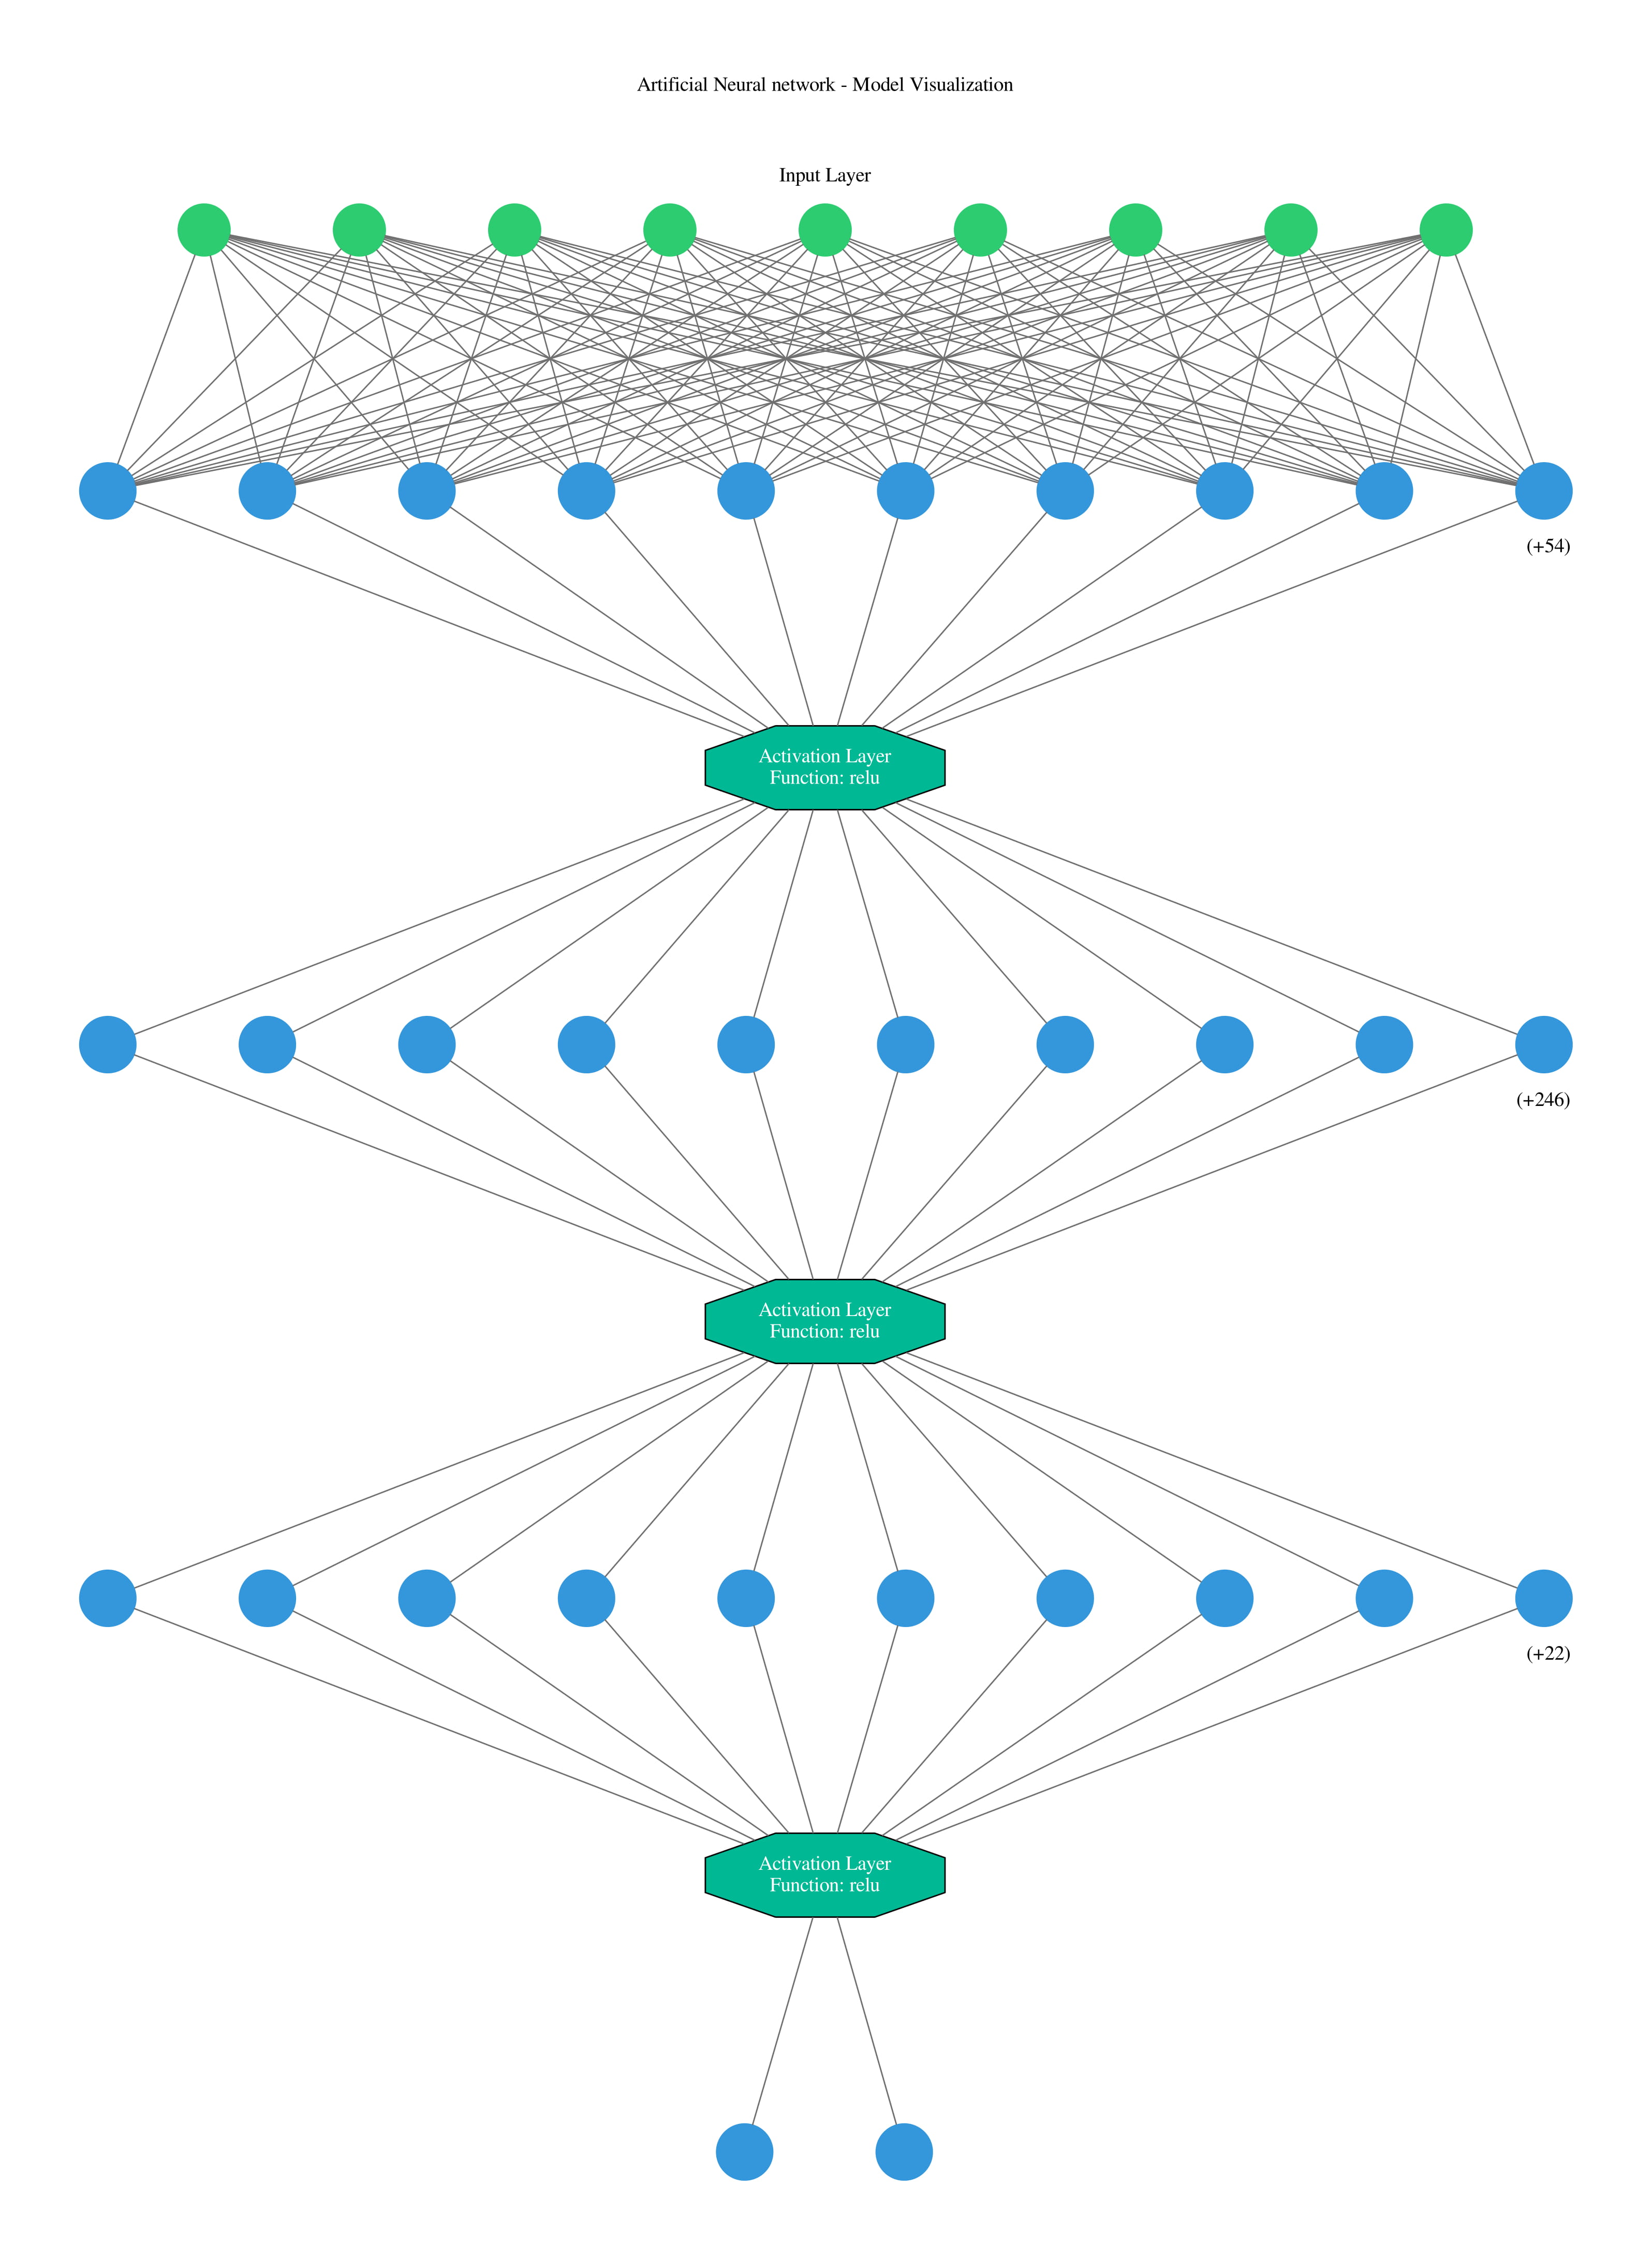 Artificial Neural network - Model Visualization
Input Layer
(+54)
Activation Layer
Function: relu
(+246)
Activation Layer
Function: relu
(+22)
Activation Layer
Function: relu